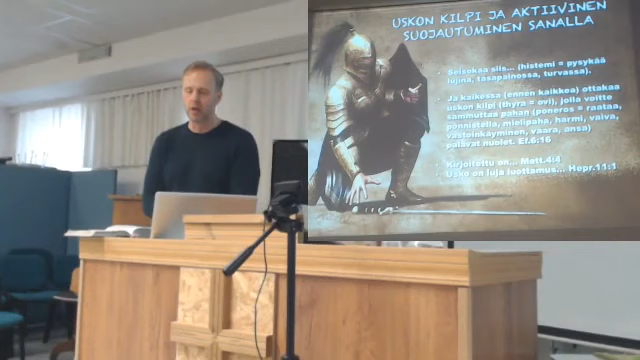 USKON KILPI JA AKTIIVINEN
SUOJAUTUMINEN SANALLA
Seisokaa siis... (histemi = pysykää
lujina, tasapainossa, turvassa).
Ja kaikessa (ennen kaikkea) ottakaa
uskon kilpi (thyra = ovi), jolla voitte
sammuttaa pahan (poneros = raataa,
ponnistella, mielipaha, harmi, vaiva,
vastoinkäyminen, vaara, ansa)
palavat nuolet. Ef.6:16
Kirjoitettu on... Matt.4:4
Usko on luja luottamus... Hepr.11:1